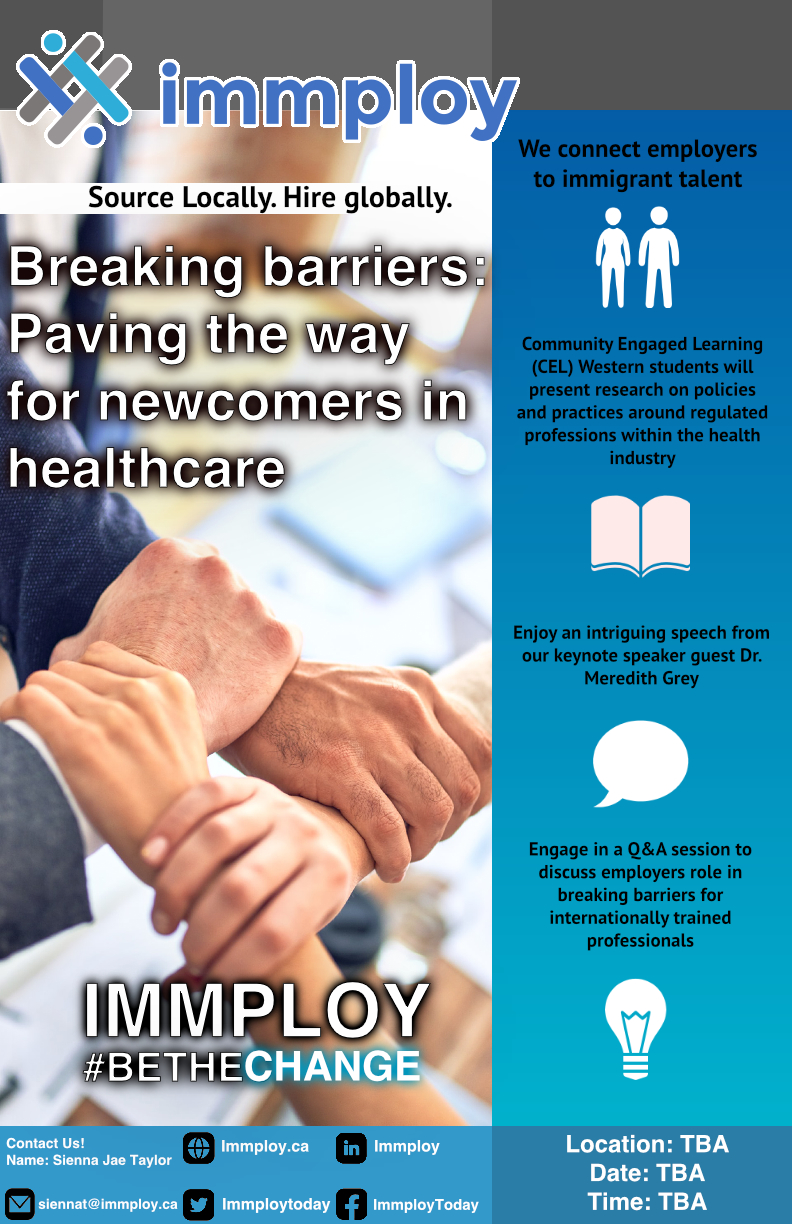 immploy
Source Locally. Hire globally.
Breaking barriers:
Paving the way
for newcomers in
healthcare
IMMPLOY
#BETHECHANGE
We connect employers
to immigrant talent
Community Engaged Learning
(CEL) Western students will
present research on policies
and practices around regulated
professions within the health
industry
Enjoy an intriguing speech from
our keynote speaker guest Dr.
Meredith Grey
Engage in a Q&A session to
discuss employers role in
breaking barriers for
internationally trained
professionals
Contact Us!
Name: Sienna Jae Taylor
siennat@immploy.ca
Immploy.ca
Immploytoday
in
Immploy
ImmployToday
Location: TBA
Date: TBA
Time: TBA